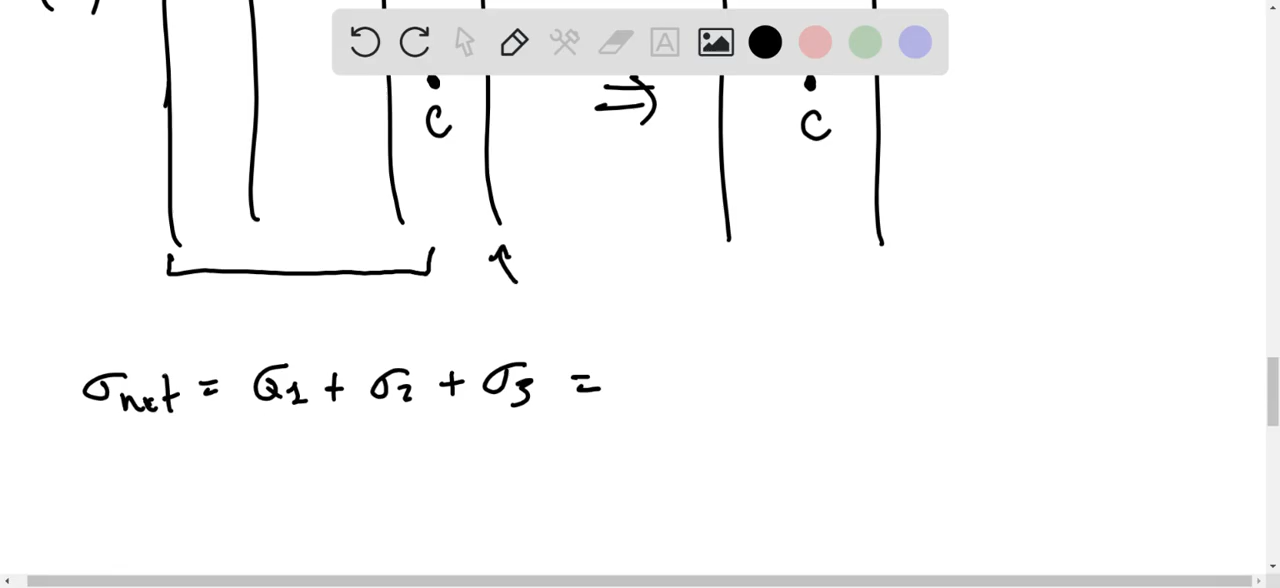 C C
σnet = σ1 + σ2 + σ3 =